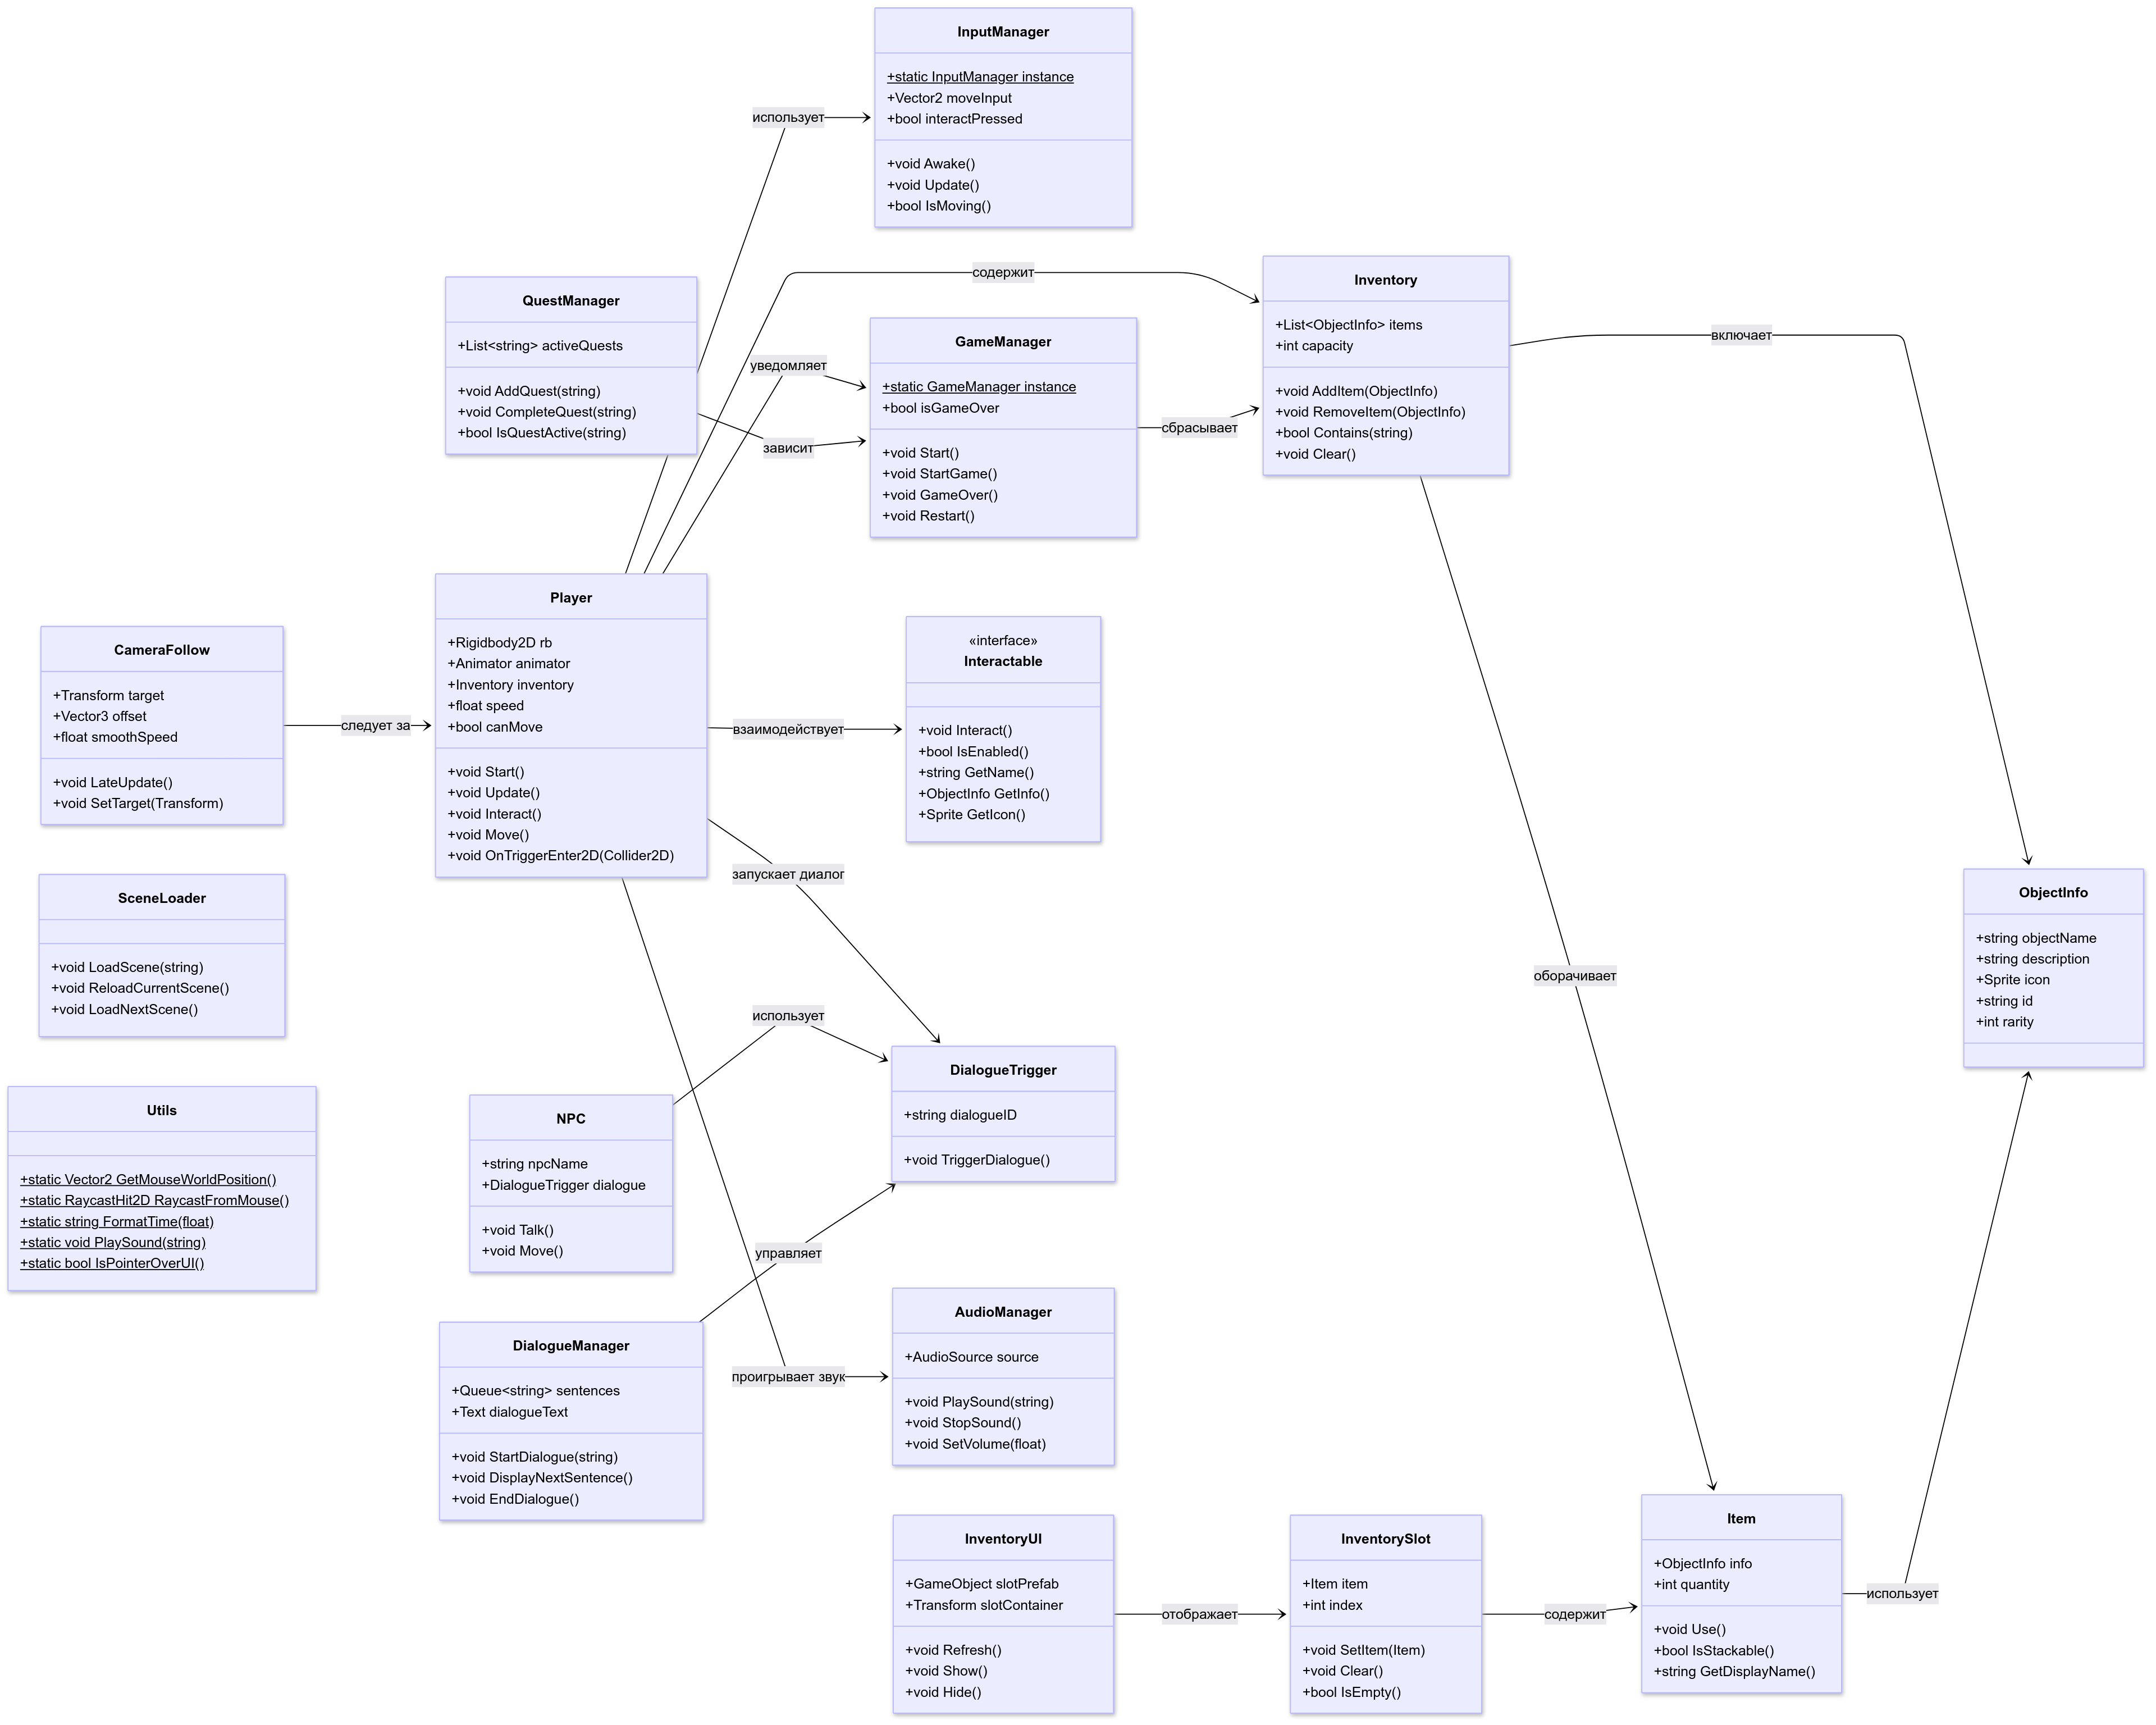 InputManager
+static InputManager instance
+Vector2 moveInput
+bool interactPressed
+void Awake()
+void Update()
+bool IsMoving()
использует
QuestManager
+List<string> activeQuests
+void AddQuest(string)
+void CompleteQuest(string)
+bool IsQuestActive(string)
содержит
уведомляет
зависит
GameManager
+static GameManager instance
+bool isGameOver
+void Start()
+void StartGame()
+void GameOver()
+void Restart()
сбрасывает
Inventory
+List<ObjectInfo> items
+int capacity
+void AddItem(ObjectInfo)
+void RemoveItem(ObjectInfo)
+bool Contains(string)
+void Clear()
включает
CameraFollow
+Transform target
+Vector3 offset
+float smoothSpeed
+void LateUpdate()
+void SetTarget(Transform)
следует за
Player
+Rigidbody2D rb
+Animator animator
+Inventory inventory
+float speed
+bool canMove
+void Start()
+void Update()
+void Interact()
+void Move()
+void OnTriggerEnter2D(Collider2D)
взаимодействует
«interface»
Interactable
+void Interact()
+bool IsEnabled()
+string GetName()
+ObjectInfo GetInfo()
+Sprite GetIcon()
запускает диалог
SceneLoader
+void LoadScene(string)
+void ReloadCurrentScene()
+void LoadNextScene()
оборачивает
ObjectInfo
+string objectName
+string description
+Sprite icon
+string id
+int rarity
Utils
+static Vector2 GetMouseWorldPosition()
+static RaycastHit2D RaycastFromMouse()
+static string FormatTime(float)
+static void PlaySound(string)
+static bool IsPointerOverUI()
использует
NPC
+string npcName
+DialogueTrigger dialogue
+void Talk()
+void Move()
DialogueTrigger
+string dialogueID
+void TriggerDialogue()
управляет
DialogueManager
+Queue<string> sentences
+Text dialogueText
+void StartDialogue(string)
+void DisplayNextSentence()
+void EndDialogue()
проигрывает звук
AudioManager
+AudioSource source
+void PlaySound(string)
+void StopSound()
+void SetVolume(float)
InventoryUI
+GameObject slotPrefab
+Transform slotContainer
+void Refresh()
+void Show()
+void Hide()
отображает
InventorySlot
+Item item
+int index
+void SetItem(Item)
+void Clear()
+bool IsEmpty()
содержит
Item
+ObjectInfo info
+int quantity
+void Use()
+bool IsStackable()
+string GetDisplayName()
использует